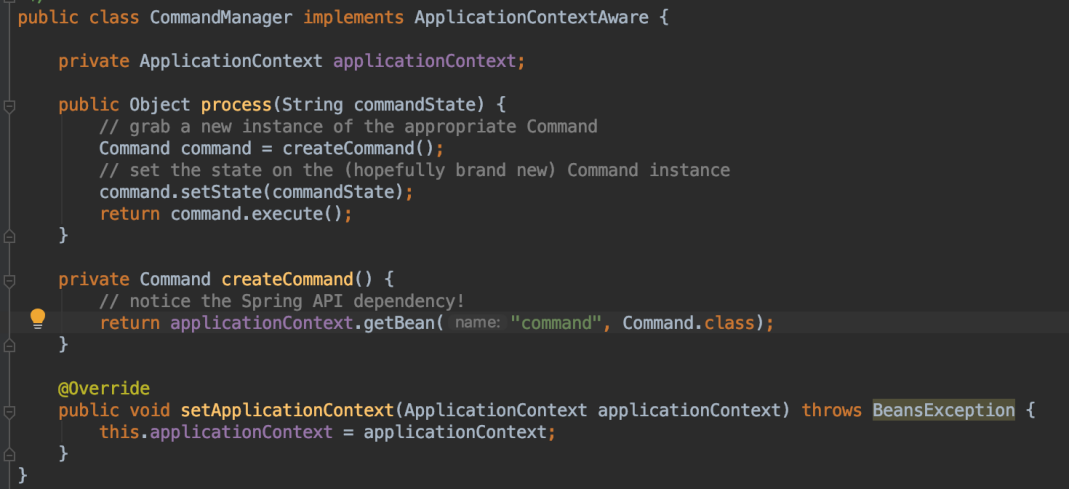 public class CommandManager implements ApplicationContextAware {
private ApplicationContext applicationContext;
public Object process(String commandState) {
// grab a new instance of the appropriate Command
Command command = createCommand();
// set the state on the (hopefully brand new) Command instance
command.setState(commandState);
return command.execute();
}
private Command createCommand() {
// notice the Spring API dependency!
return applicationContext.getBean( name: "command", Command.class);
}
@Override
public void setApplicationContext(ApplicationContext applicationContext) throws BeansException {
this.applicationContext = applicationContext;
}
}